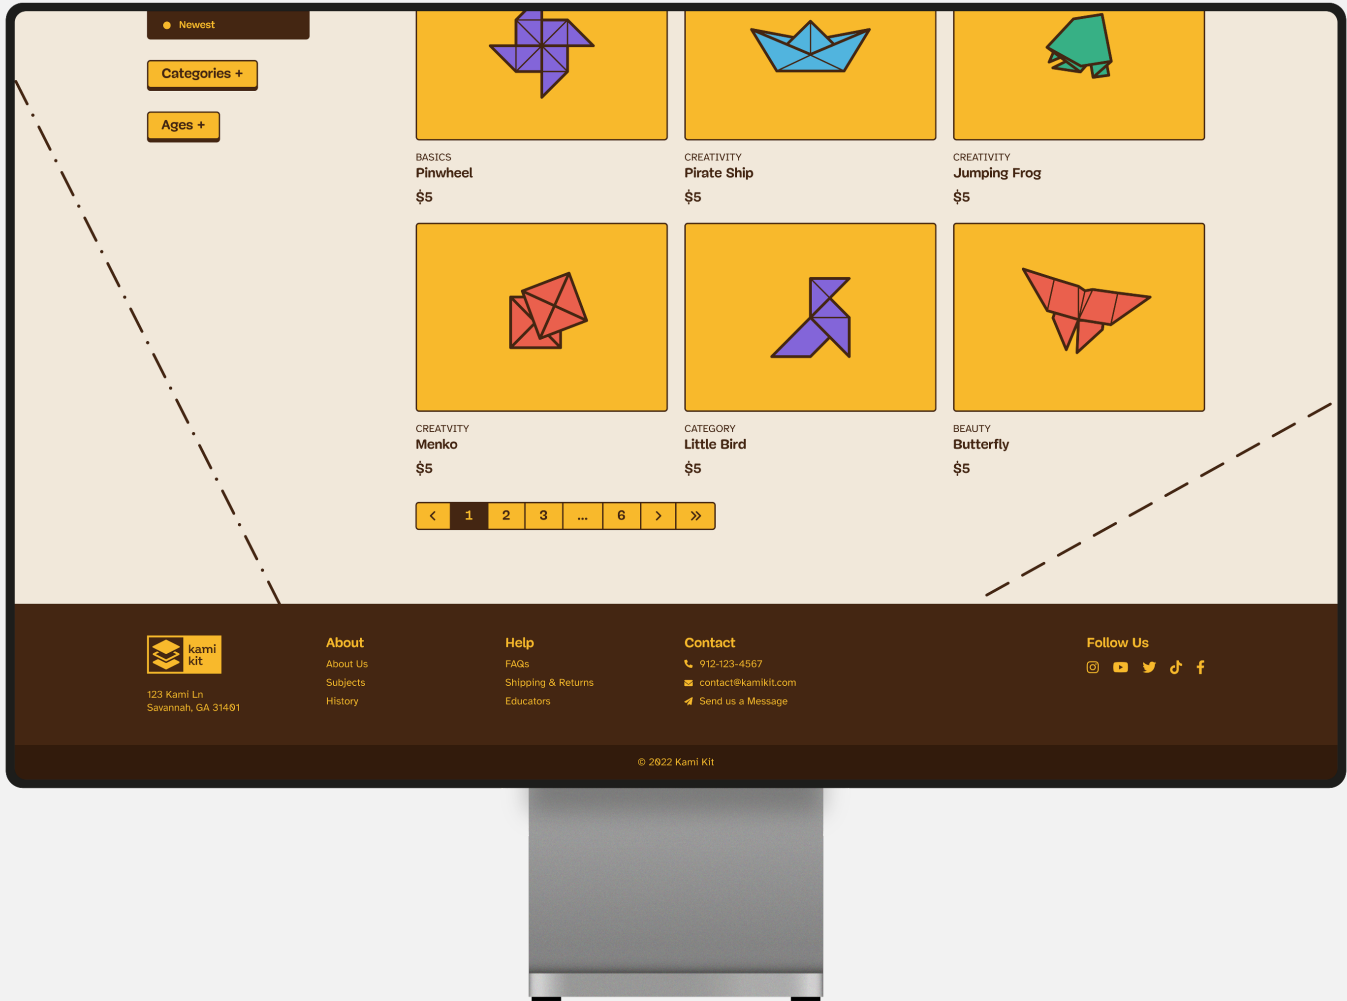 Newest
Categories +
Ages +
BASICS
Pinwheel
$5
CREATIVITY
Pirate Ship
$5
CREATIVITY
Jumping Frog
$5
CREATVITY
Menko
$5
CATEGORY
Little Bird
$5
BEAUTY
Butterfly
$5
1 2 3 ... 6
kami
kit
123 Kami Ln
Savannah, GA 31401
About
About Us
Subjects
History
Help
FAQs
Shipping & Returns
Educators
Contact
912-123-4567
contact@kamikit.com
Send us a Message
Follow Us
© 2022 Kami Kit